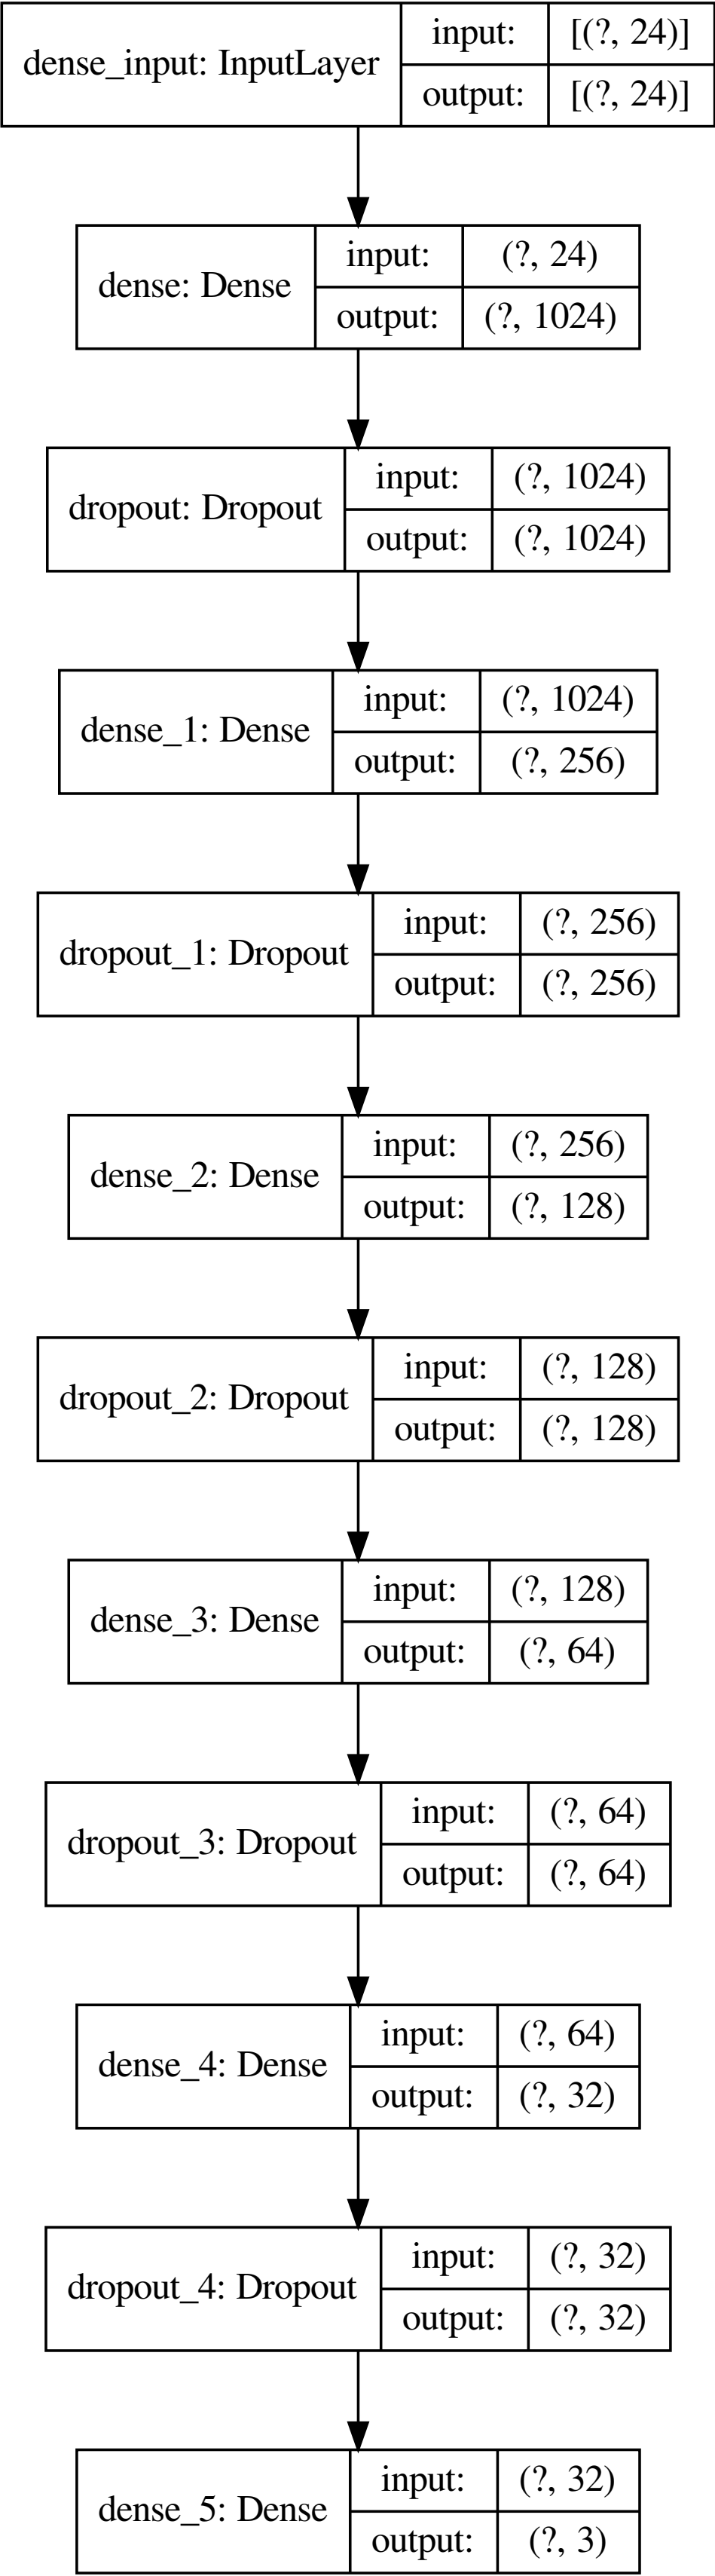 dense_input: InputLayer
input: [(?, 24)]
output: [(?, 24)]
dense: Dense
input: (?, 24)
output: (?, 1024)
dropout: Dropout
input: (?, 1024)
output: (?, 1024)
dense_1: Dense
input: (?, 1024)
output: (?, 256)
dropout_1: Dropout
input: (?, 256)
output: (?, 256)
dense_2: Dense
input: (?, 256)
output: (?, 128)
dropout_2: Dropout
input: (?, 128)
output: (?, 128)
dense_3: Dense
input: (?, 128)
output: (?, 64)
dropout_3: Dropout
input: (?, 64)
output: (?, 64)
dense_4: Dense
input: (?, 64)
output: (?, 32)
dropout_4: Dropout
input: (?, 32)
output: (?, 32)
dense_5: Dense
input: (?, 32)
output: (?, 3)